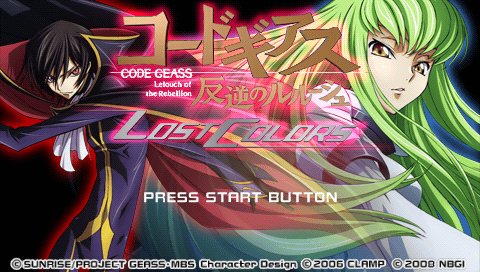 コードギアス
CODE GEASS
Lelouch of
the Rebellion
反逆のルルーシュ
LOST COLORS
PRESS START BUTTON
©SUNRISE/PROJECT GEASS・MBS Character Design ©2006 CLAMP ©2008 NBGI